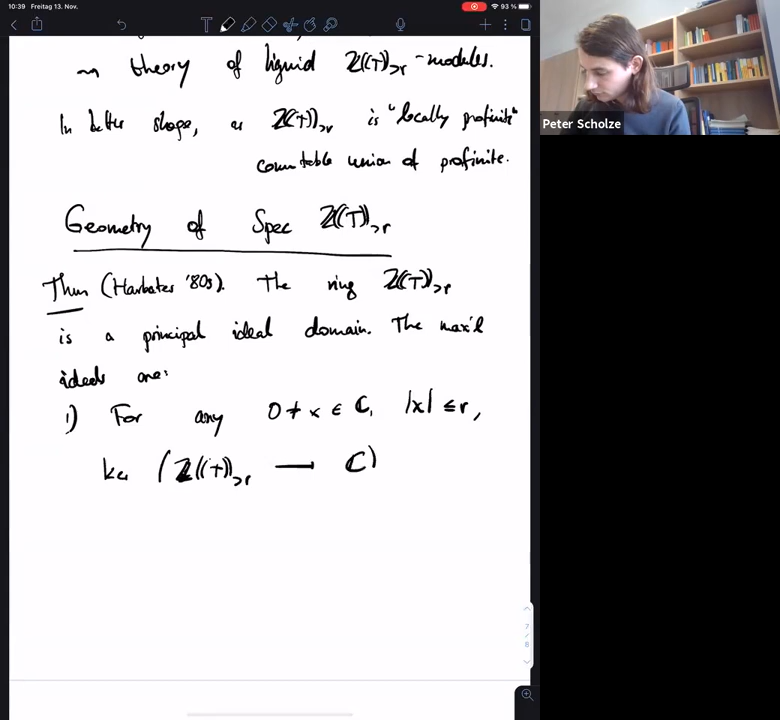 10:39 Freitag 13. Nov.
93 %
⇝ theory of liquid ℤ((T))_{>r}-modules.
In better shape, as ℤ((T))_{>r} is "locally profinite"
countable union of profinite.
Geometry of Spec ℤ((T))_{>r}
Thm (Harbater '80s). The ring ℤ((T))_{>r}
is a principal ideal domain. The max'l
ideals are:
1) For any 0 ≠ x ∈ ℂ, |x| ≤ r,
ker (ℤ((T))_{>r} → ℂ)
7 / 8
Peter Scholze